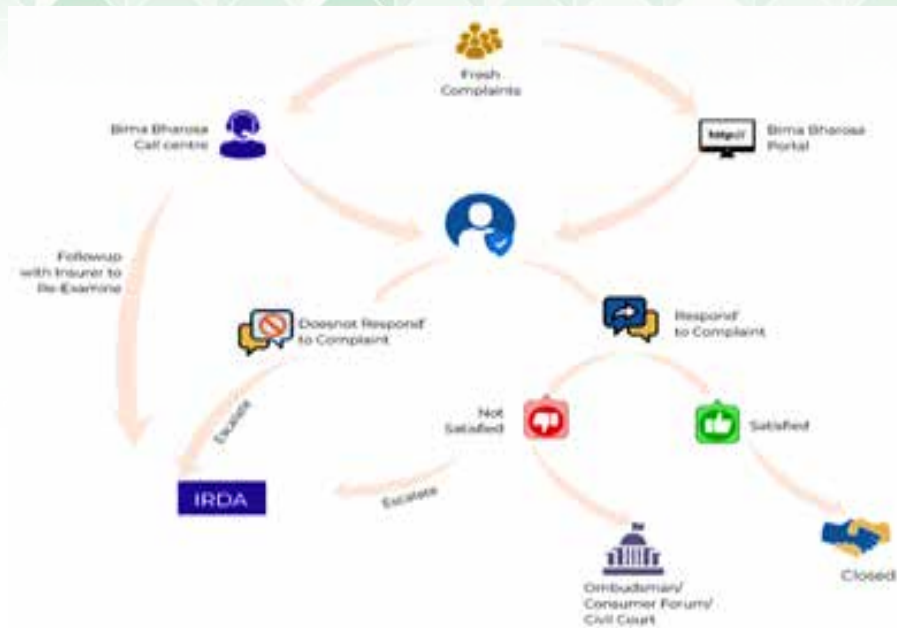 Fresh
Complaints
Bima Bharosa
Call centre
http://
Bima Bharosa
Portal
Followup
with Insurer to
Re-Examine
Doesnot Respond'
to Complaint
Respond'
to Complaint
Escalate
Not
Satisfied
Satisfied
IRDA
Escalate
Ombudsman/
Consumer Forum/
Civil Court
Closed